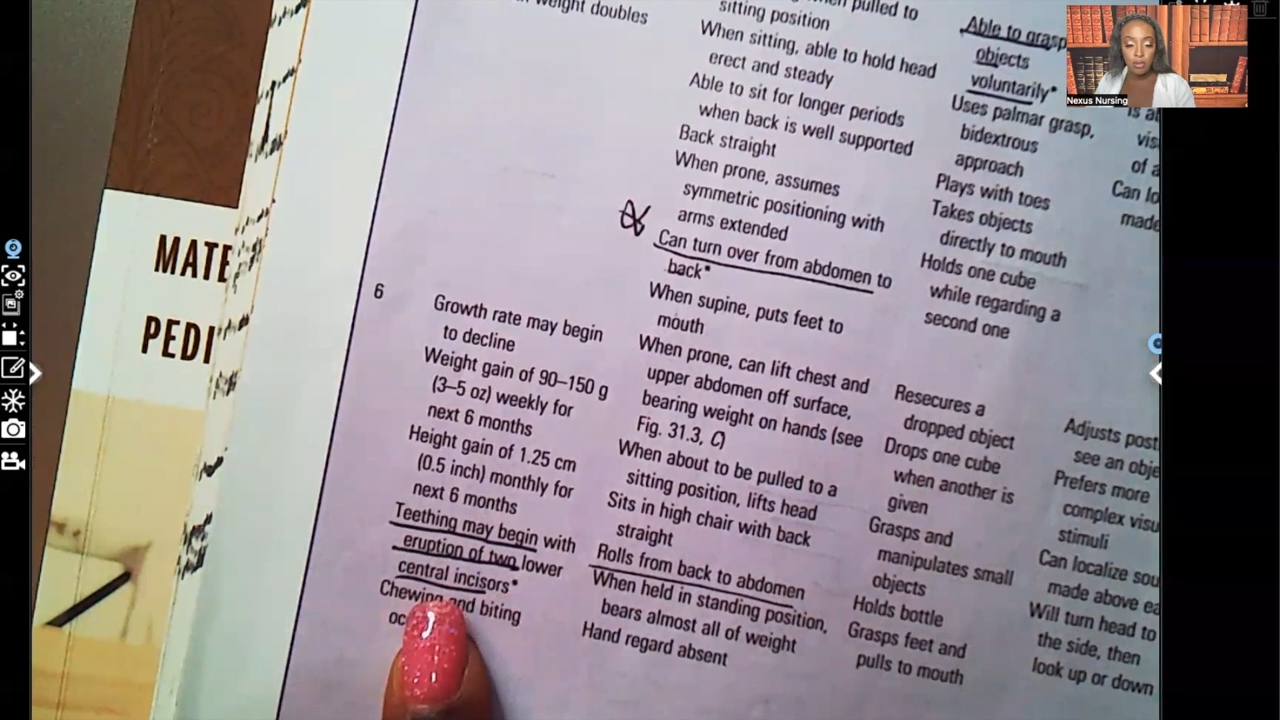 weight doubles
pulled to
sitting position
When sitting, able to hold head
erect and steady
Able to sit for longer periods
when back is well supported
Back straight
When prone, assumes
symmetric positioning with
arms extended
Can turn over from abdomen to
back*
When supine, puts feet to
mouth
Able to grasp
objects
voluntarily*
Uses palmar grasp,
bidextrous
approach
Plays with toes
Takes objects
directly to mouth
Holds one cube
while regarding a
second one
of a
made
6
Growth rate may begin
to decline
Weight gain of 90–150 g
(3–5 oz) weekly for
next 6 months
Height gain of 1.25 cm
(0.5 inch) monthly for
next 6 months
Teething may begin with
eruption of two lower
central incisors*
Chewing and biting
When prone, can lift chest and
upper abdomen off surface,
bearing weight on hands (see
Fig. 31.3, C)
When about to be pulled to a
sitting position, lifts head
Sits in high chair with back
straight
Rolls from back to abdomen
When held in standing position,
bears almost all of weight
Hand regard absent
Resecures a
dropped object
Drops one cube
when another is
given
Grasps and
manipulates small
objects
Holds bottle
Grasps feet and
pulls to mouth
Adjusts
see an
Prefers more
complex
stimuli
Can localize
made above
Will turn head to
the side, then
look up or down
MATE
PEDI
Nexus Nursing